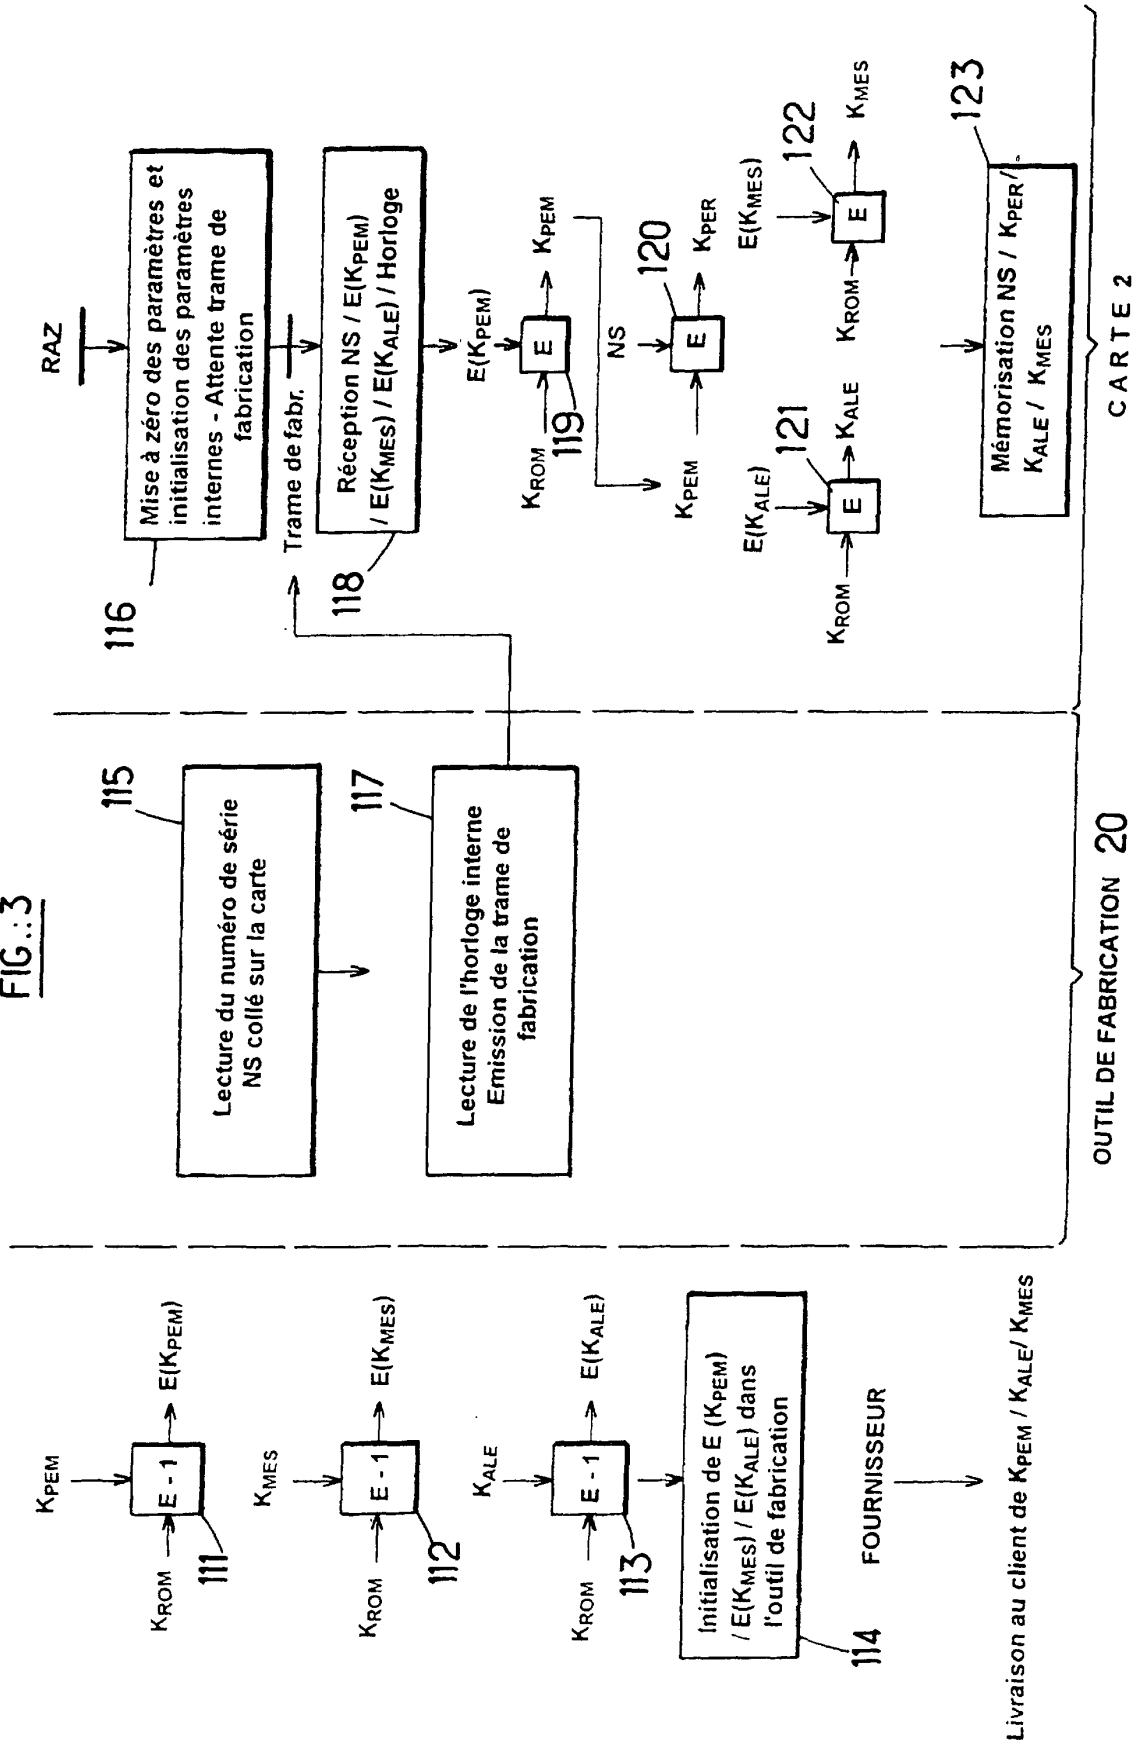 FIG.:3
KPEM
KROM
E - 1
E(KPEM)
111
KMES
KROM
E - 1
E(KMES)
112
KALE
KROM
E - 1
E(KALE)
113
Initialisation de E (KPEM)
/ E(KMES) / E(KALE) dans
l'outil de fabrication
114
FOURNISSEUR
Livraison au client de KPEM / KALE/ KMES
115
Lecture du numéro de série
NS collé sur la carte
117
Lecture de l'horloge interne
Emission de la trame de
fabrication
OUTIL DE FABRICATION 20
RAZ
116
Mise à zéro des paramètres et
initialisation des paramètres
internes - Attente trame de
fabrication
Trame de fabr.
118
Réception NS / E(KPEM)
/ E(KMES) / E(KALE) / Horloge
E(KPEM)
KROM
E
KPEM
119
NS
120
KPEM
E
KPER
E(KALE)
121
KROM
E
KALE
E(KMES)
122
KROM
E
KMES
123
Mémorisation NS / KPER/
KALE / KMES
CARTE 2